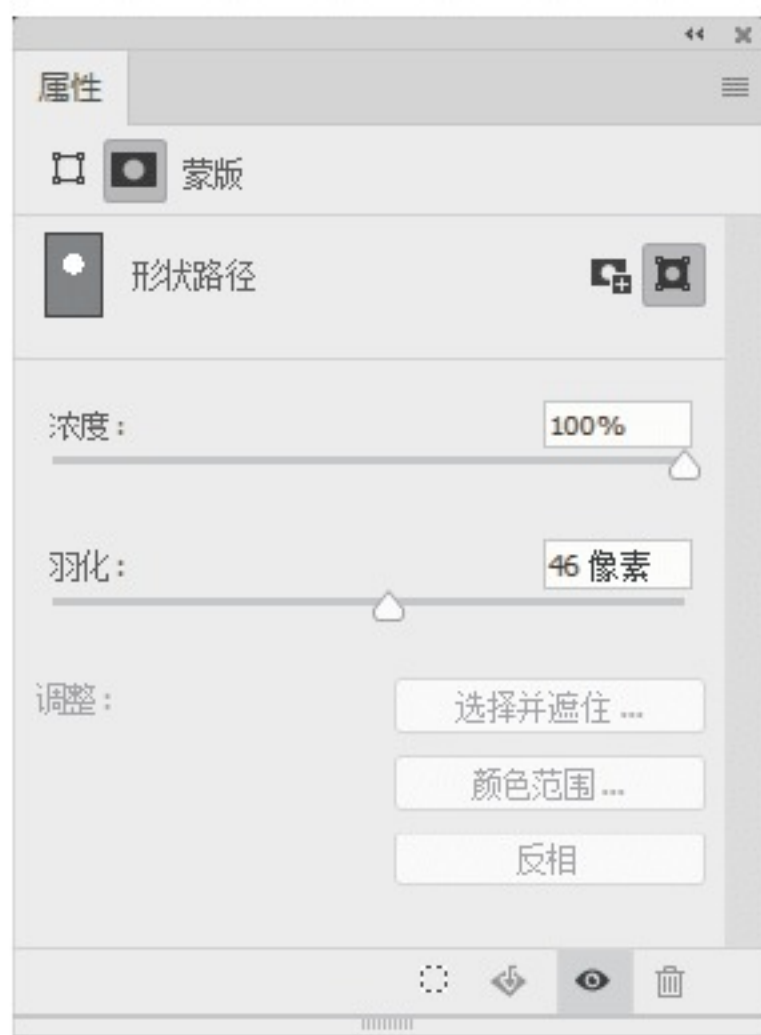 属性
蒙版
形状路径
浓度： 100%
羽化： 46 像素
调整： 选择并遮住 ...
颜色范围 ...
反相